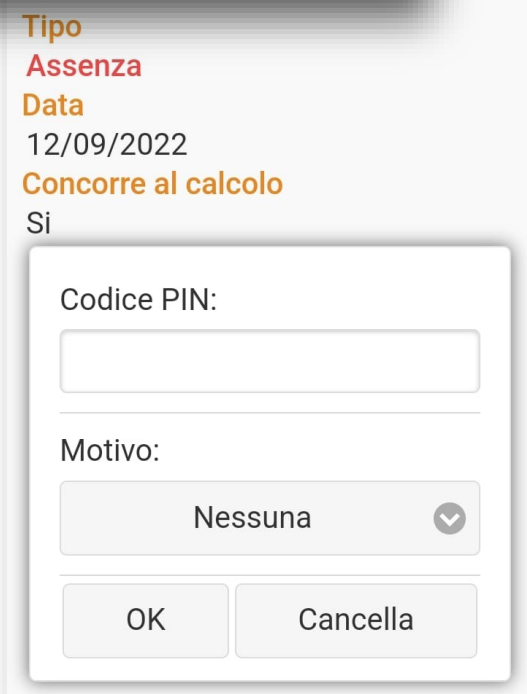 Tipo
Assenza
Data
12/09/2022
Concorre al calcolo
Si
Codice PIN:
Motivo:
Nessuna
OK
Cancella